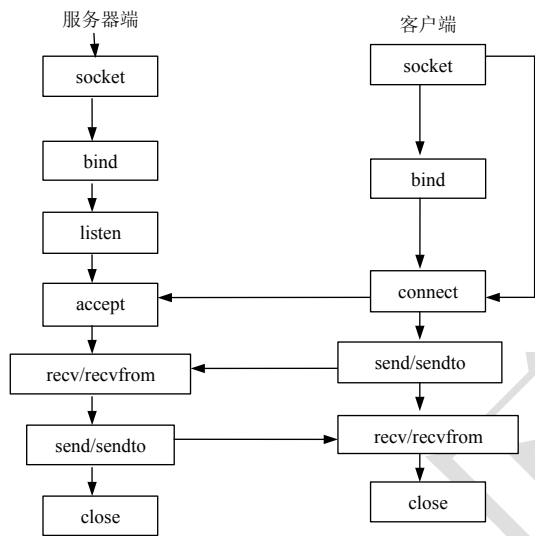 服务器端
socket
bind
listen
accept
recv/recvfrom
send/sendto
close
客户端
socket
bind
connect
send/sendto
recv/recvfrom
close